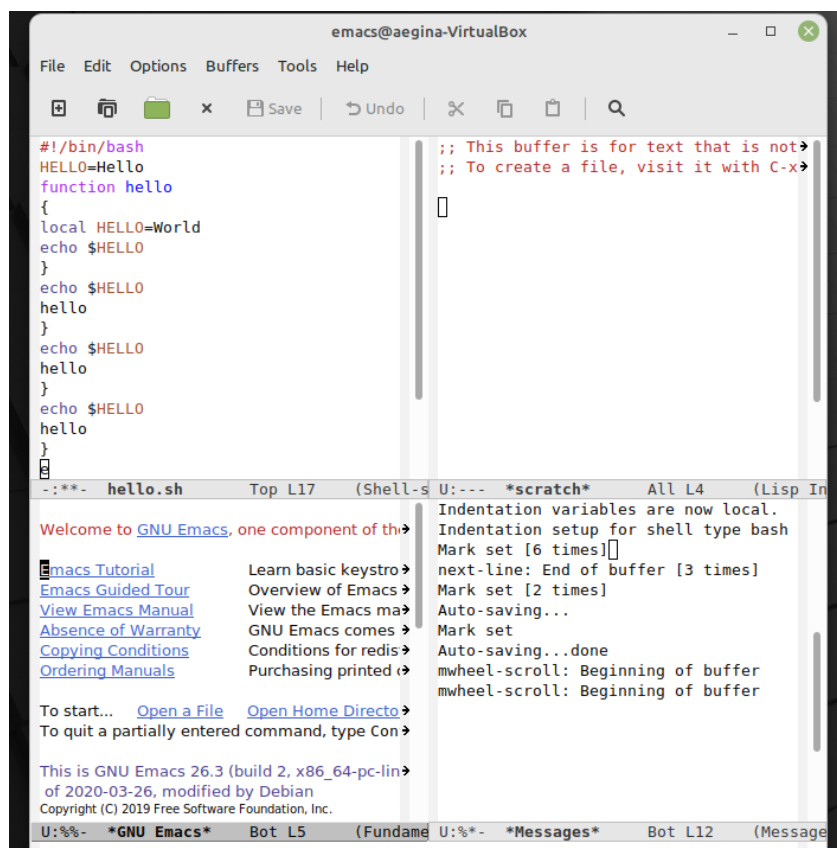 emacs@aegina-VirtualBox
File Edit Options Buffers Tools Help
Save Undo
#!/bin/bash
HELLO=Hello
function hello
{
local HELLO=World
echo $HELLO
}
echo $HELLO
hello
}
echo $HELLO
hello
}
echo $HELLO
hello
}
e
-:**- hello.sh Top L17 (Shell-s
;; This buffer is for text that is not
;; To create a file, visit it with C-x
U:--- *scratch* All L4 (Lisp In
Welcome to GNU Emacs, one component of the
Emacs Tutorial Learn basic keystro
Emacs Guided Tour Overview of Emacs
View Emacs Manual View the Emacs ma
Absence of Warranty GNU Emacs comes
Copying Conditions Conditions for redis
Ordering Manuals Purchasing printed
To start... Open a File Open Home Directo
To quit a partially entered command, type Con
This is GNU Emacs 26.3 (build 2, x86_64-pc-lin
of 2020-03-26, modified by Debian
Copyright (C) 2019 Free Software Foundation, Inc.
U:%%- *GNU Emacs* Bot L5 (Fundame
Indentation variables are now local.
Indentation setup for shell type bash
Mark set [6 times]
next-line: End of buffer [3 times]
Mark set [2 times]
Auto-saving...
Mark set
Auto-saving...done
mwheel-scroll: Beginning of buffer
mwheel-scroll: Beginning of buffer
U:%*- *Messages* Bot L12 (Message